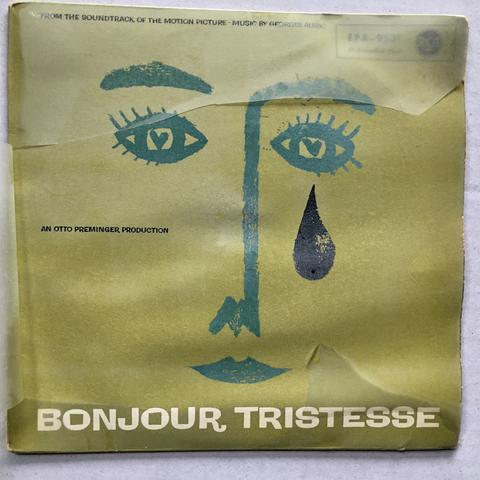 FROM THE SOUNDTRACK OF THE MOTION PICTURE - MUSIC BY GEORGES AURIC
AN OTTO PREMINGER PRODUCTION
BONJOUR TRISTESSE